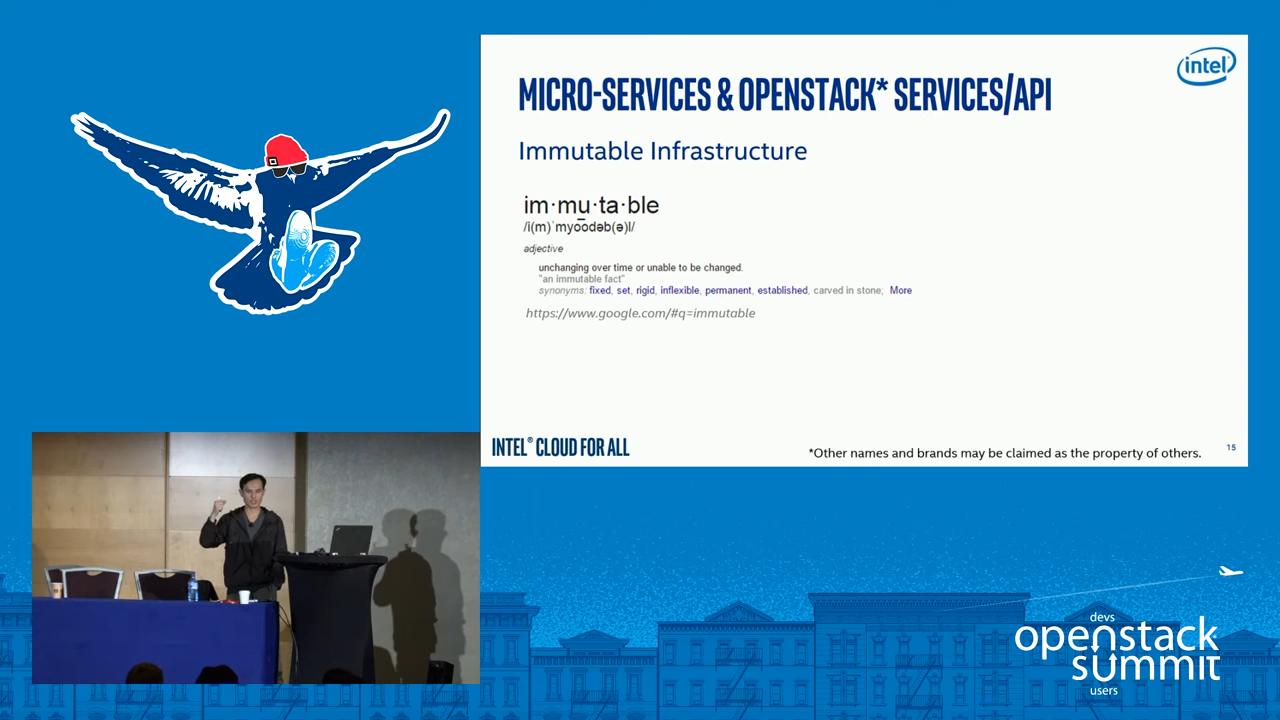 intel
MICRO-SERVICES & OPENSTACK* SERVICES/API
Immutable Infrastructure
im·mu·ta·ble
/i(m)ˈmyo͞odəb(ə)l/
adjective
unchanging over time or unable to be changed.
"an immutable fact"
synonyms: fixed, set, rigid, inflexible, permanent, established, carved in stone; More
https://www.google.com/#q=immutable
INTEL® CLOUD FOR ALL
*Other names and brands may be claimed as the property of others.
15
devs
openstack
summit
users